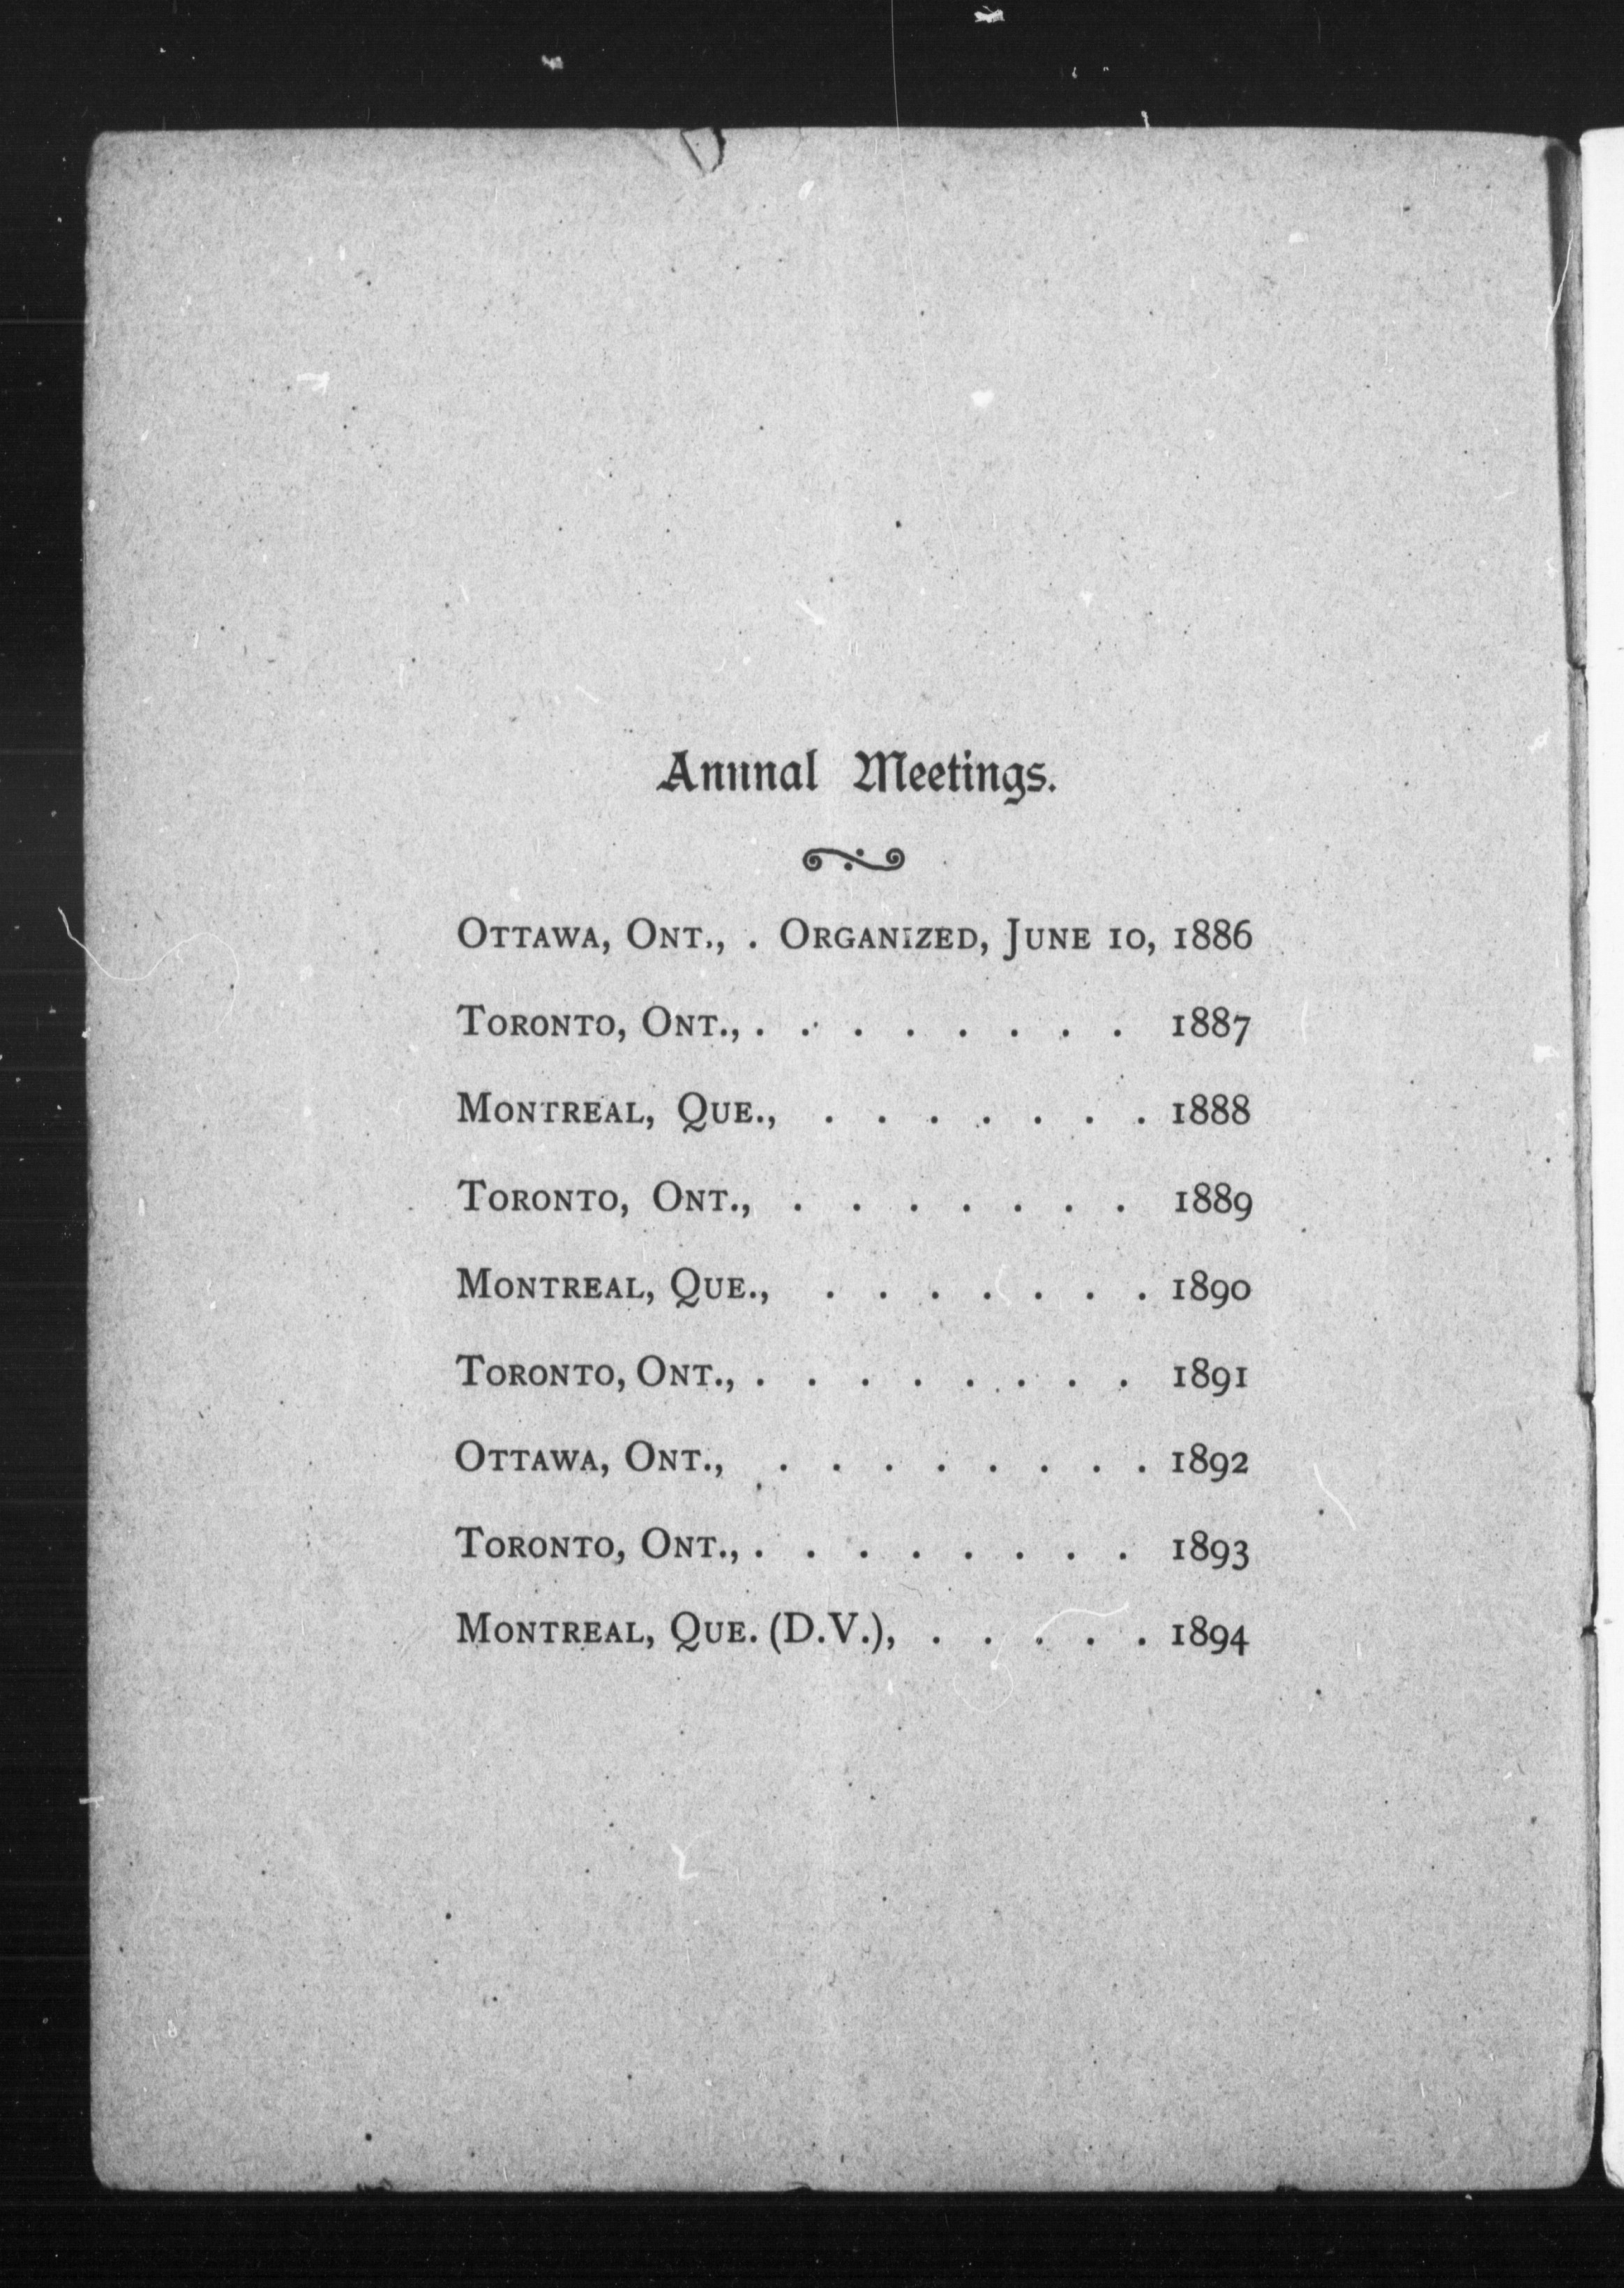 Annual Meetings.
OTTAWA, ONT., . ORGANIZED, JUNE 10, 1886
TORONTO, ONT., . . . . . . . . 1887
MONTREAL, QUE., . . . . . . . 1888
TORONTO, ONT., . . . . . . . 1889
MONTREAL, QUE., . . . . . . . 1890
TORONTO, ONT., . . . . . . . . 1891
OTTAWA, ONT., . . . . . . . . 1892
TORONTO, ONT., . . . . . . . . 1893
MONTREAL, QUE. (D.V.), . . . . . 1894